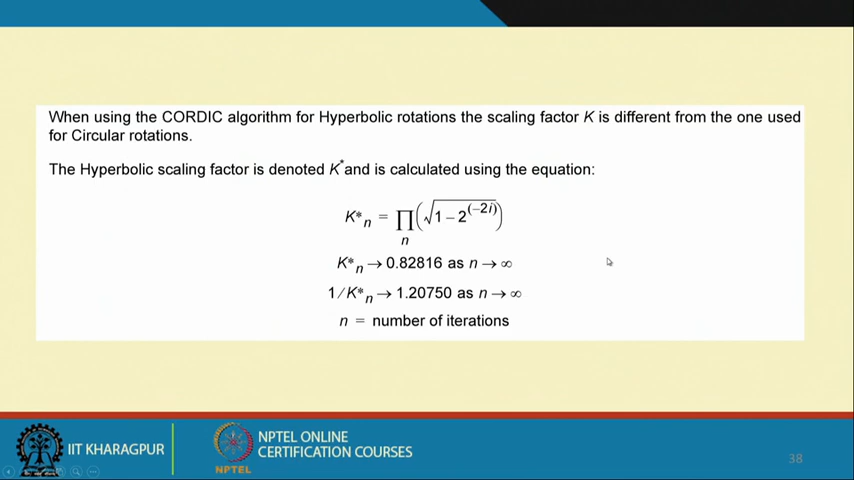 When using the CORDIC algorithm for Hyperbolic rotations the scaling factor K is different from the one used
for Circular rotations.
The Hyperbolic scaling factor is denoted K* and is calculated using the equation:
K*ₙ = ∏ₙ (√(1 – 2^(–2i)))
K*ₙ → 0.82816 as n → ∞
1 ⁄ K*ₙ → 1.20750 as n → ∞
n = number of iterations
IIT KHARAGPUR
NPTEL
NPTEL ONLINE
CERTIFICATION COURSES
38